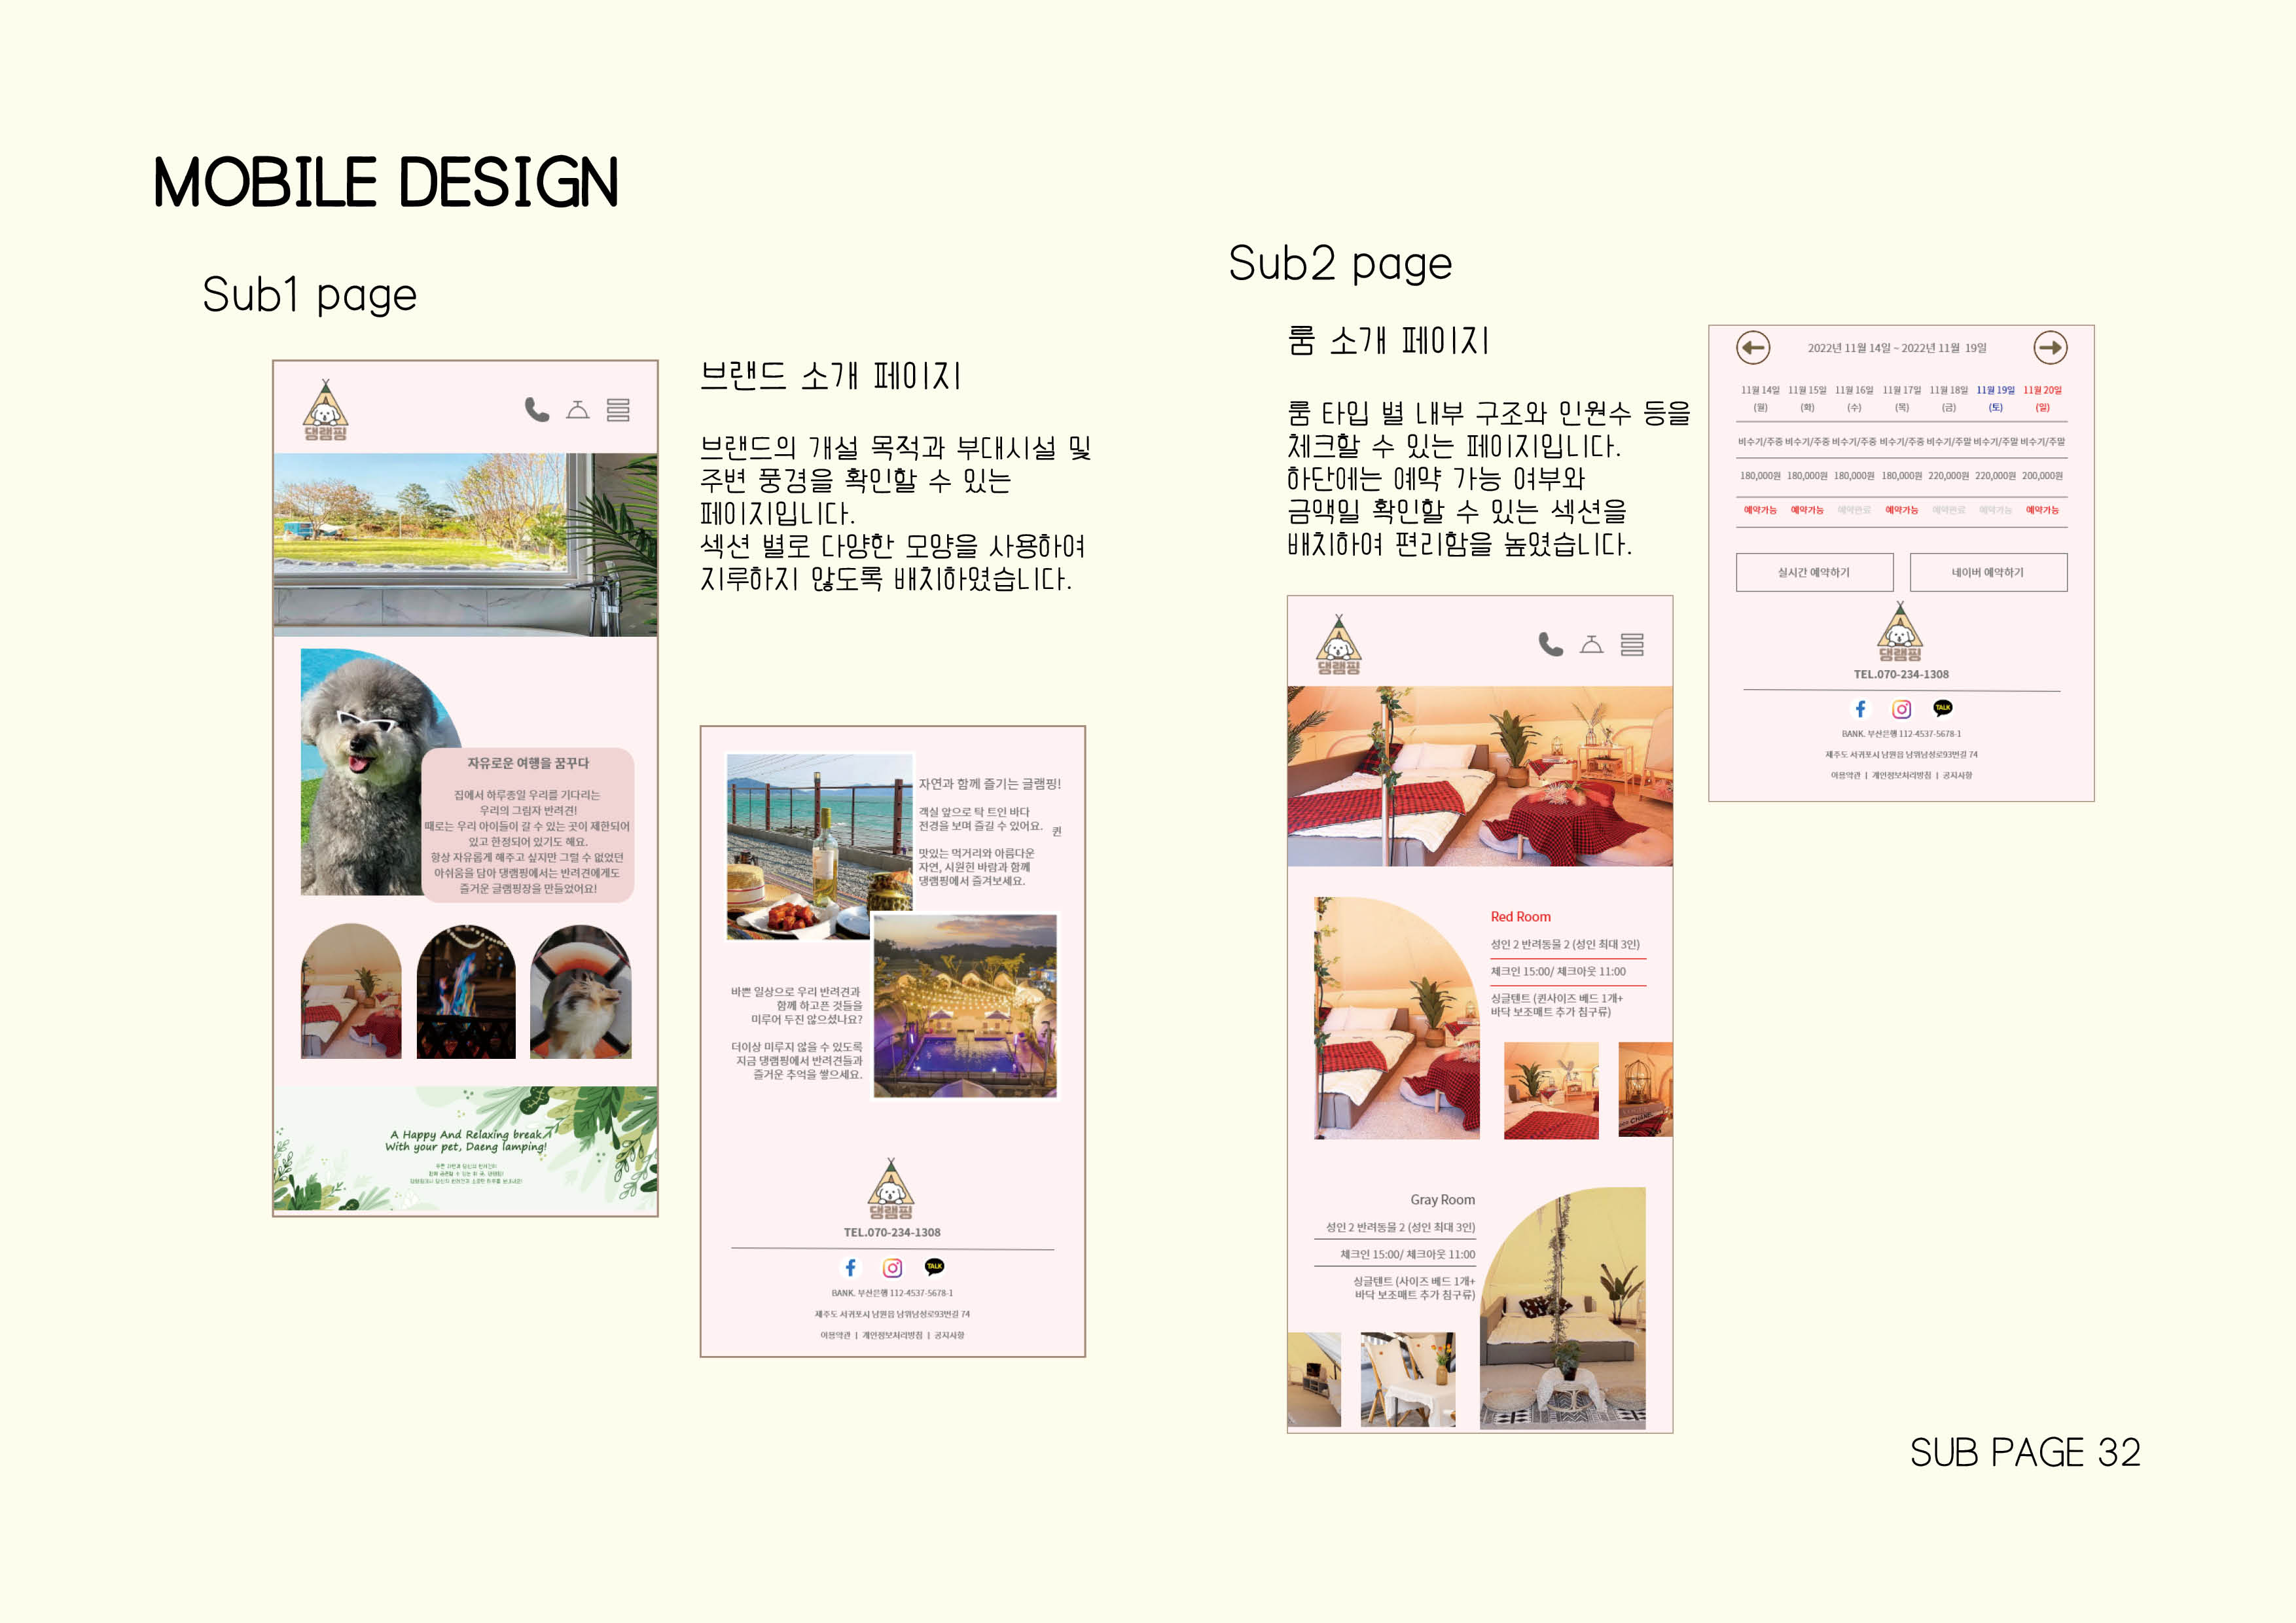 MOBILE DESIGN
Sub1 page
댕램핑
자유로운 여행을 꿈꾸다
집에서 하루종일 우리를 기다리는
우리의 그림자 반려견!
때로는 우리 아이들이 갈 수 있는 곳이 제한되어
있고 한정되어 있기도 해요.
항상 자유롭게 해주고 싶지만 그럴 수 없었던
아쉬움을 담아 댕램핑에서는 반려견에게도
즐거운 글램핑장을 만들었어요!
A Happy And Relaxing break
With your pet, Daeng lamping!
브랜드 소개 페이지
브랜드의 개설 목적과 부대시설 및
주변 풍경을 확인할 수 있는
페이지입니다.
섹션 별로 다양한 모양을 사용하여
지루하지 않도록 배치하였습니다.
자연과 함께 즐기는 글램핑!
객실 앞으로 탁 트인 바다
전경을 보며 즐길 수 있어요.
퀸
맛있는 먹거리와 아름다운
자연, 시원힌 바람과 함께
댕램핑에서 즐겨보세요.
바쁜 일상으로 우리 반려견과
함께 하고픈 것들을
미루어 두진 않으셨나요?
더이상 미루지 않을 수 있도록
지금 댕램핑에서 반려견들과
즐거운 추억을 쌓으세요.
댕램핑
TEL.070-234-1308
TALK
BANK. 부산은행 112-4537-5678-1
제주도 서귀포시 남원읍 남위남성로93번길 74
이용약관 | 개인정보처리방침 | 공지사항
Sub2 page
룸 소개 페이지
룸 타입 별 내부 구조와 인원수 등을
체크할 수 있는 페이지입니다.
하단에는 예약 가능 여부와
금액일 확인할 수 있는 섹션을
배치하여 편리함을 높였습니다.
댕램핑
Red Room
성인 2 반려동물 2 (성인 최대 3인)
체크인 15:00/ 체크아웃 11:00
싱글텐트 (퀸사이즈 베드 1개+
바닥 보조매트 추가 침구류)
CHANEL
Gray Room
성인 2 반려동물 2 (성인 최대 3인)
체크인 15:00/ 체크아웃 11:00
싱글텐트 (사이즈 베드 1개+
바닥 보조매트 추가 침구류)
2022년 11월 14일 ~ 2022년 11월 19일
11월 14일 11월 15일 11월 16일 11월 17일 11월 18일 11월 19일 11월 20일
(월) (화) (수) (목) (금) (토) (일)
비수기/주중 비수기/주중 비수기/주중 비수기/주중 비수기/주말 비수기/주말 비수기/주말
180,000원 180,000원 180,000원 180,000원 220,000원 220,000원 200,000원
예약가능 예약가능 예약완료 예약가능 예약완료 예약가능 예약가능
실시간 예약하기 네이버 예약하기
댕램핑
TEL.070-234-1308
TALK
BANK. 부산은행 112-4537-5678-1
제주도 서귀포시 남원읍 남위남성로93번길 74
이용약관 | 개인정보처리방침 | 공지사항
SUB PAGE 32